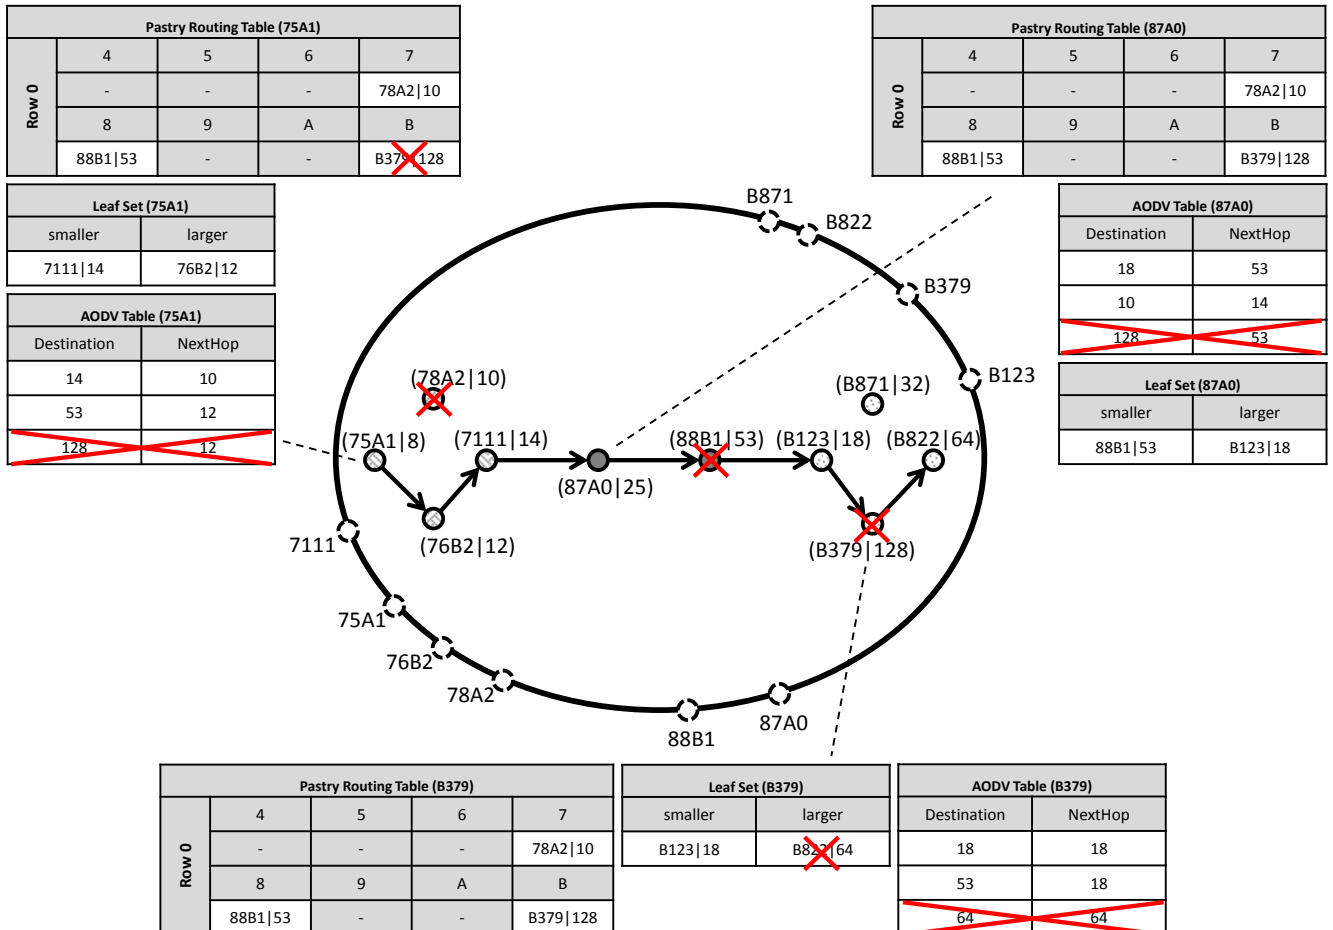 Pastry Routing Table (75A1)
Row 0
4 5 6 7
- - - 78A2|10
8 9 A B
88B1|53 - - B379|128
Leaf Set (75A1)
smaller larger
7111|14 76B2|12
AODV Table (75A1)
Destination NextHop
14 10
53 12
128 12
Pastry Routing Table (87A0)
Row 0
4 5 6 7
- - - 78A2|10
8 9 A B
88B1|53 - - B379|128
AODV Table (87A0)
Destination NextHop
18 53
10 14
128 53
Leaf Set (87A0)
smaller larger
88B1|53 B123|18
B871
B822
B379
B123
(78A2|10)
(B871|32)
(75A1|8)
(7111|14)
(88B1|53)
(B123|18)
(B822|64)
(87A0|25)
(76B2|12)
(B379|128)
7111
75A1
76B2
78A2
88B1
87A0
Pastry Routing Table (B379)
Row 0
4 5 6 7
- - - 78A2|10
8 9 A B
88B1|53 - - B379|128
Leaf Set (B379)
smaller larger
B123|18 B822|64
AODV Table (B379)
Destination NextHop
18 18
53 18
64 64